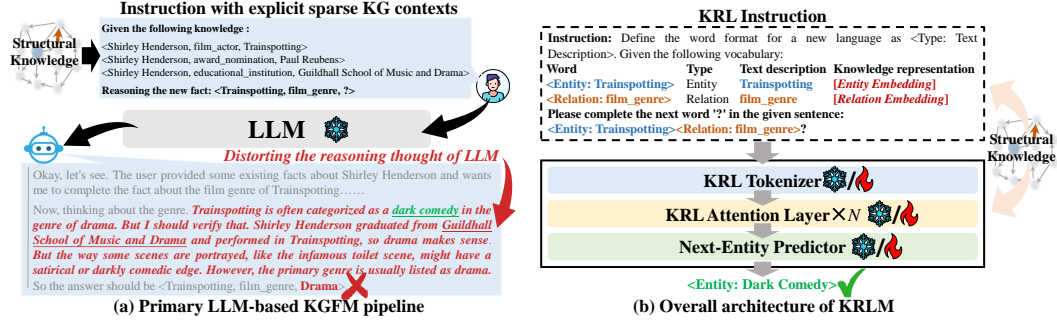 Instruction with explicit sparse KG contexts
Structural
Knowledge
Given the following knowledge :
<Shirley Henderson, film_actor, Trainspotting>
<Shirley Henderson, award_nomination, Paul Reubens>
<Shirley Henderson, educational_institution, Guildhall School of Music and Drama>
Reasoning the new fact: <Trainspotting, film_genre, ?>
LLM
Distorting the reasoning thought of LLM
Okay, let's see. The user provided some existing facts about Shirley Henderson and wants
me to complete the fact about the film genre of Trainspotting……
Now, thinking about the genre. Trainspotting is often categorized as a dark comedy in the
genre of drama. But I should verify that. Shirley Henderson graduated from Guildhall
School of Music and Drama and performed in Trainspotting, so drama makes sense.
But the way some scenes are portrayed, like the infamous toilet scene, might have a
satirical or darkly comedic edge. However, the primary genre is usually listed as drama.
So the answer should be <Trainspotting, film_genre, Drama>
(a) Primary LLM-based KGFM pipeline
KRL Instruction
Instruction: Define the word format for a new language as <Type: Text
Description>. Given the following vocabulary:
Word Type Text description Knowledge representation
<Entity: Trainspotting> Entity Trainspotting [Entity Embedding]
<Relation: film_genre> Relation film_genre [Relation Embedding]
Please complete the next word '?' in the given sentence:
<Entity: Trainspotting><Relation: film_genre>?
Structural
Knowledge
KRL Tokenizer /
KRL Attention Layer ×N /
Next-Entity Predictor /
<Entity: Dark Comedy>
(b) Overall architecture of KRLM